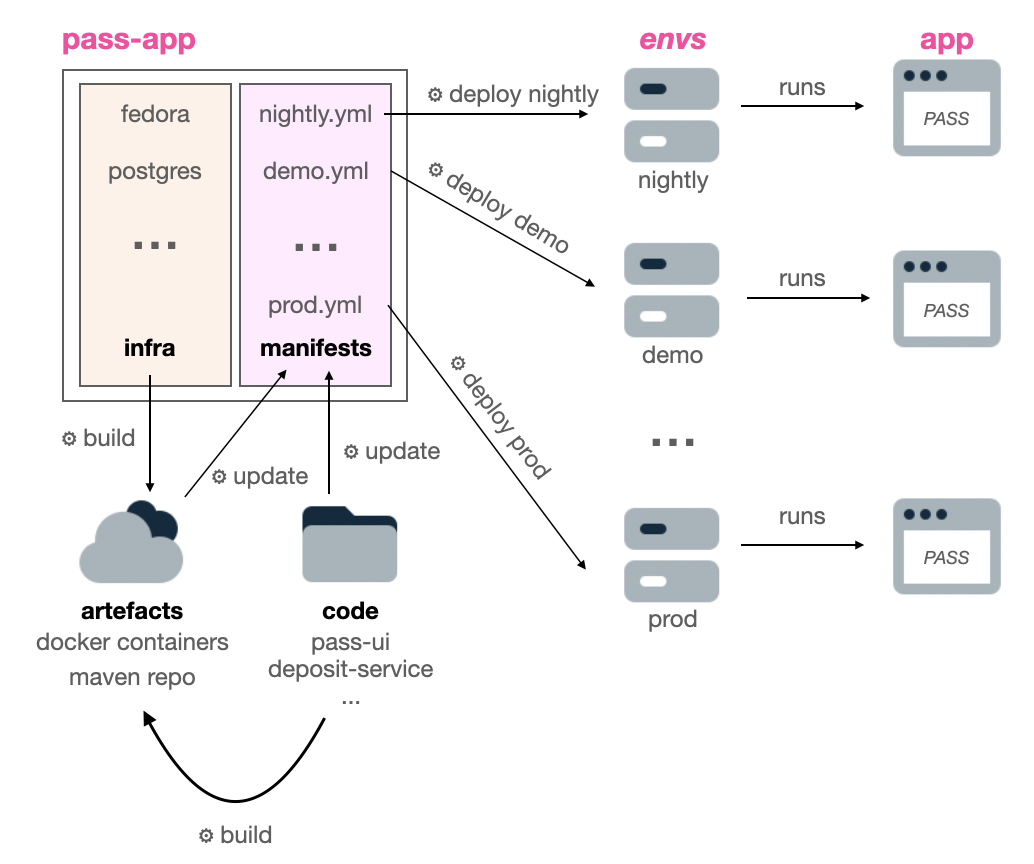 pass-app
envs
app
fedora
postgres
...
infra
nightly.yml
demo.yml
...
prod.yml
manifests
⚙ deploy nightly
⚙ deploy demo
⚙ deploy prod
nightly
demo
...
prod
runs
runs
runs
PASS
PASS
PASS
⚙ build
⚙ update
⚙ update
artefacts
docker containers
maven repo
code
pass-ui
deposit-service
...
⚙ build